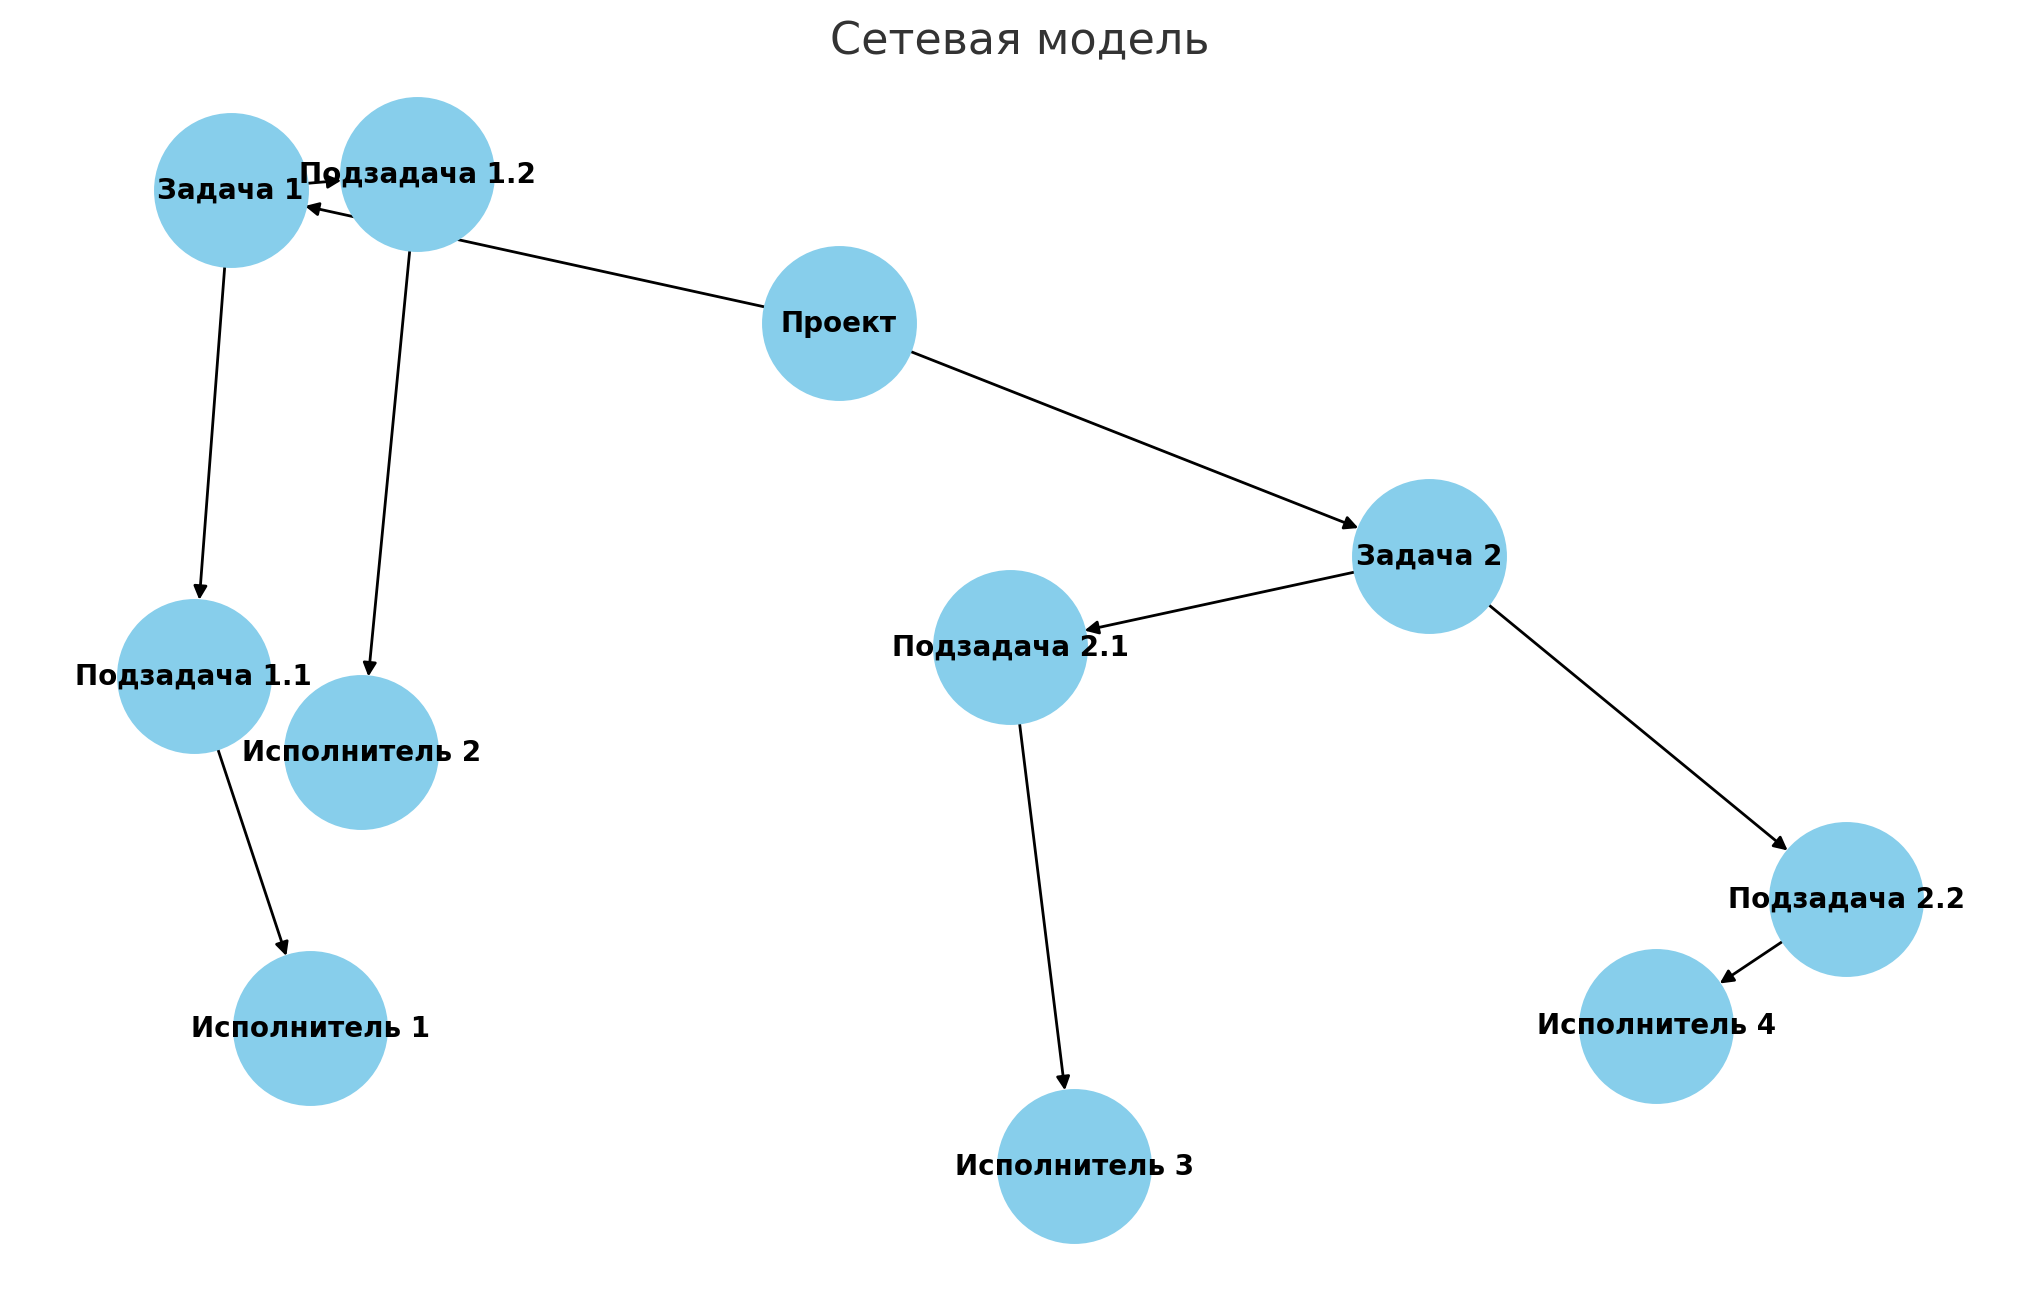 Сетевая модель
Задача 1
Подзадача 1.2
Проект
Задача 2
Подзадача 2.1
Подзадача 1.1
Исполнитель 2
Подзадача 2.2
Исполнитель 1
Исполнитель 4
Исполнитель 3